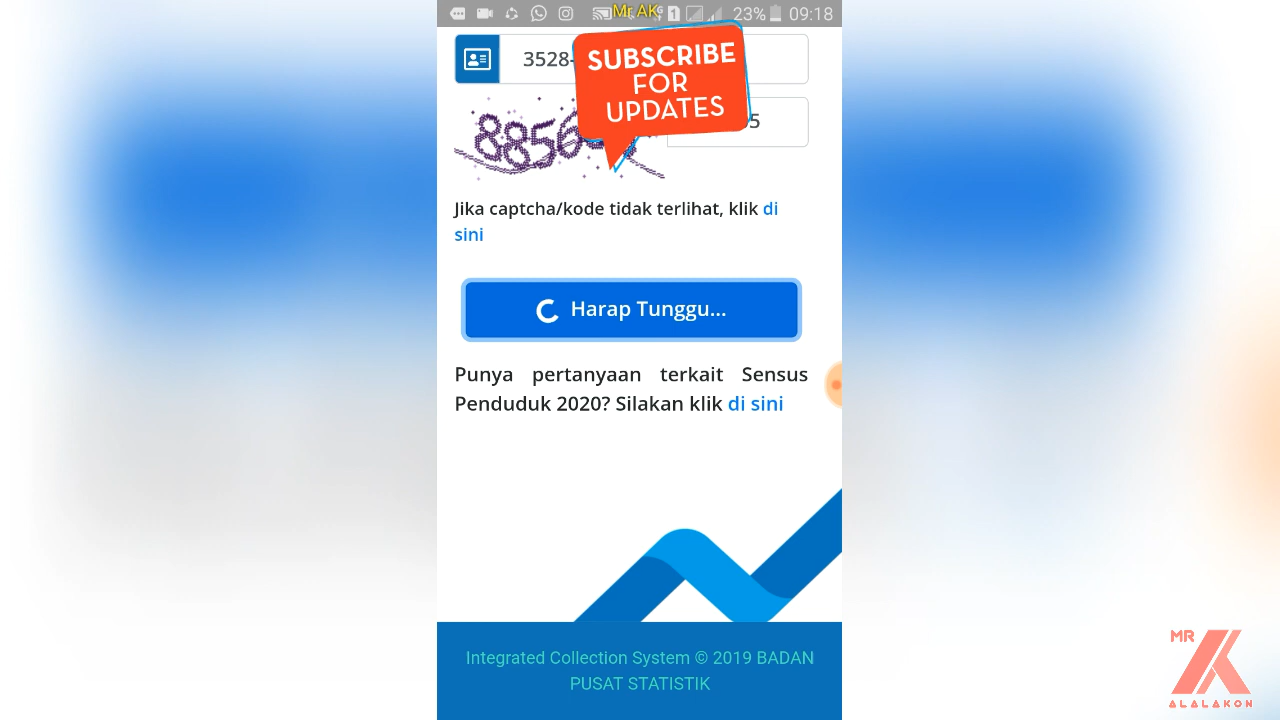 Mr.AK
23% 09:18
3528-
SUBSCRIBE
FOR
UPDATES
8856
5
Jika captcha/kode tidak terlihat, klik di
sini
Harap Tunggu...
Punya pertanyaan terkait Sensus
Penduduk 2020? Silakan klik di sini
Integrated Collection System © 2019 BADAN
PUSAT STATISTIK
MR
ALALAKON